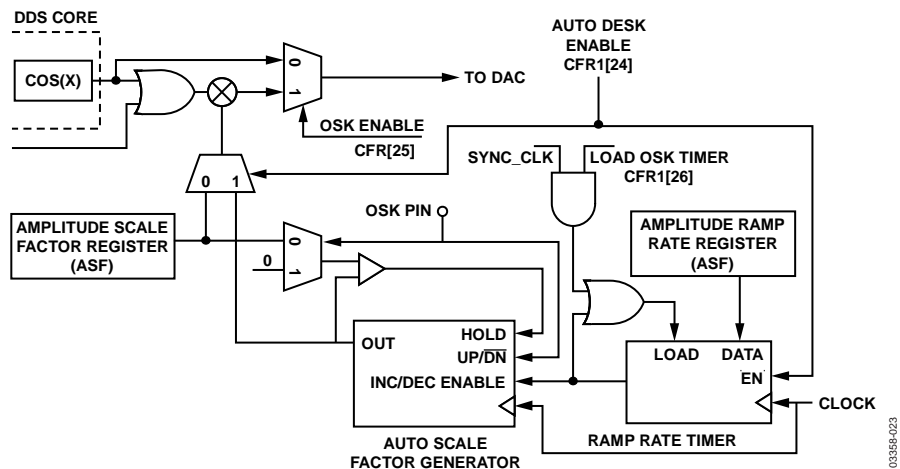 DDS CORE
COS(X)
0
1
TO DAC
OSK ENABLE
CFR[25]
AUTO DESK
ENABLE
CFR1[24]
SYNC_CLK
LOAD OSK TIMER
CFR1[26]
0 1
AMPLITUDE SCALE
FACTOR REGISTER
(ASF)
OSK PIN
0
0
1
AMPLITUDE RAMP
RATE REGISTER
(ASF)
OUT
HOLD
UP/DN
INC/DEC ENABLE
LOAD DATA
EN
CLOCK
AUTO SCALE
FACTOR GENERATOR
RAMP RATE TIMER
03358-023